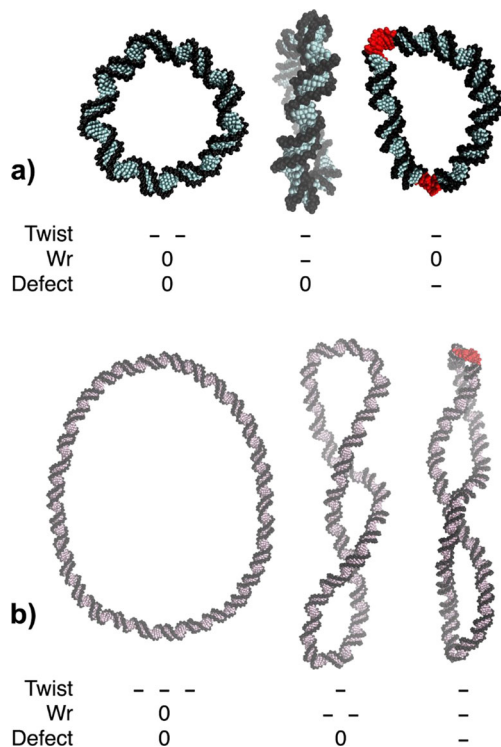 a)
Twist – – – –
Wr 0 – 0
Defect 0 0 –
b)
Twist – – – – –
Wr 0 – – –
Defect 0 0 –